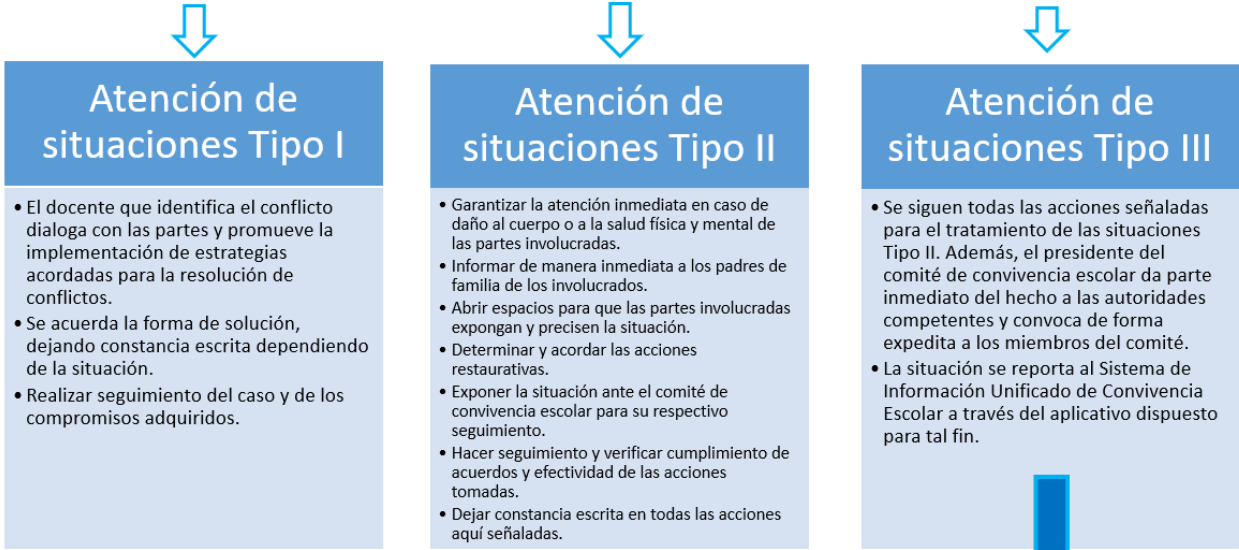 Atención de
situaciones Tipo I
• El docente que identifica el conflicto
dialoga con las partes y promueve la
implementación de estrategias
acordadas para la resolución de
conflictos.
• Se acuerda la forma de solución,
dejando constancia escrita dependiendo
de la situación.
• Realizar seguimiento del caso y de los
compromisos adquiridos.
Atención de
situaciones Tipo II
• Garantizar la atención inmediata en caso de
daño al cuerpo o a la salud física y mental de
las partes involucradas.
• Informar de manera inmediata a los padres de
familia de los involucrados.
• Abrir espacios para que las partes involucradas
expongan y precisen la situación.
• Determinar y acordar las acciones
restaurativas.
• Exponer la situación ante el comité de
convivencia escolar para su respectivo
seguimiento.
• Hacer seguimiento y verificar cumplimiento de
acuerdos y efectividad de las acciones
tomadas.
• Dejar constancia escrita en todas las acciones
aquí señaladas.
Atención de
situaciones Tipo III
• Se siguen todas las acciones señaladas
para el tratamiento de las situaciones
Tipo II. Además, el presidente del
comité de convivencia escolar da parte
inmediato del hecho a las autoridades
competentes y convoca de forma
expedita a los miembros del comité.
• La situación se reporta al Sistema de
Información Unificado de Convivencia
Escolar a través del aplicativo dispuesto
para tal fin.